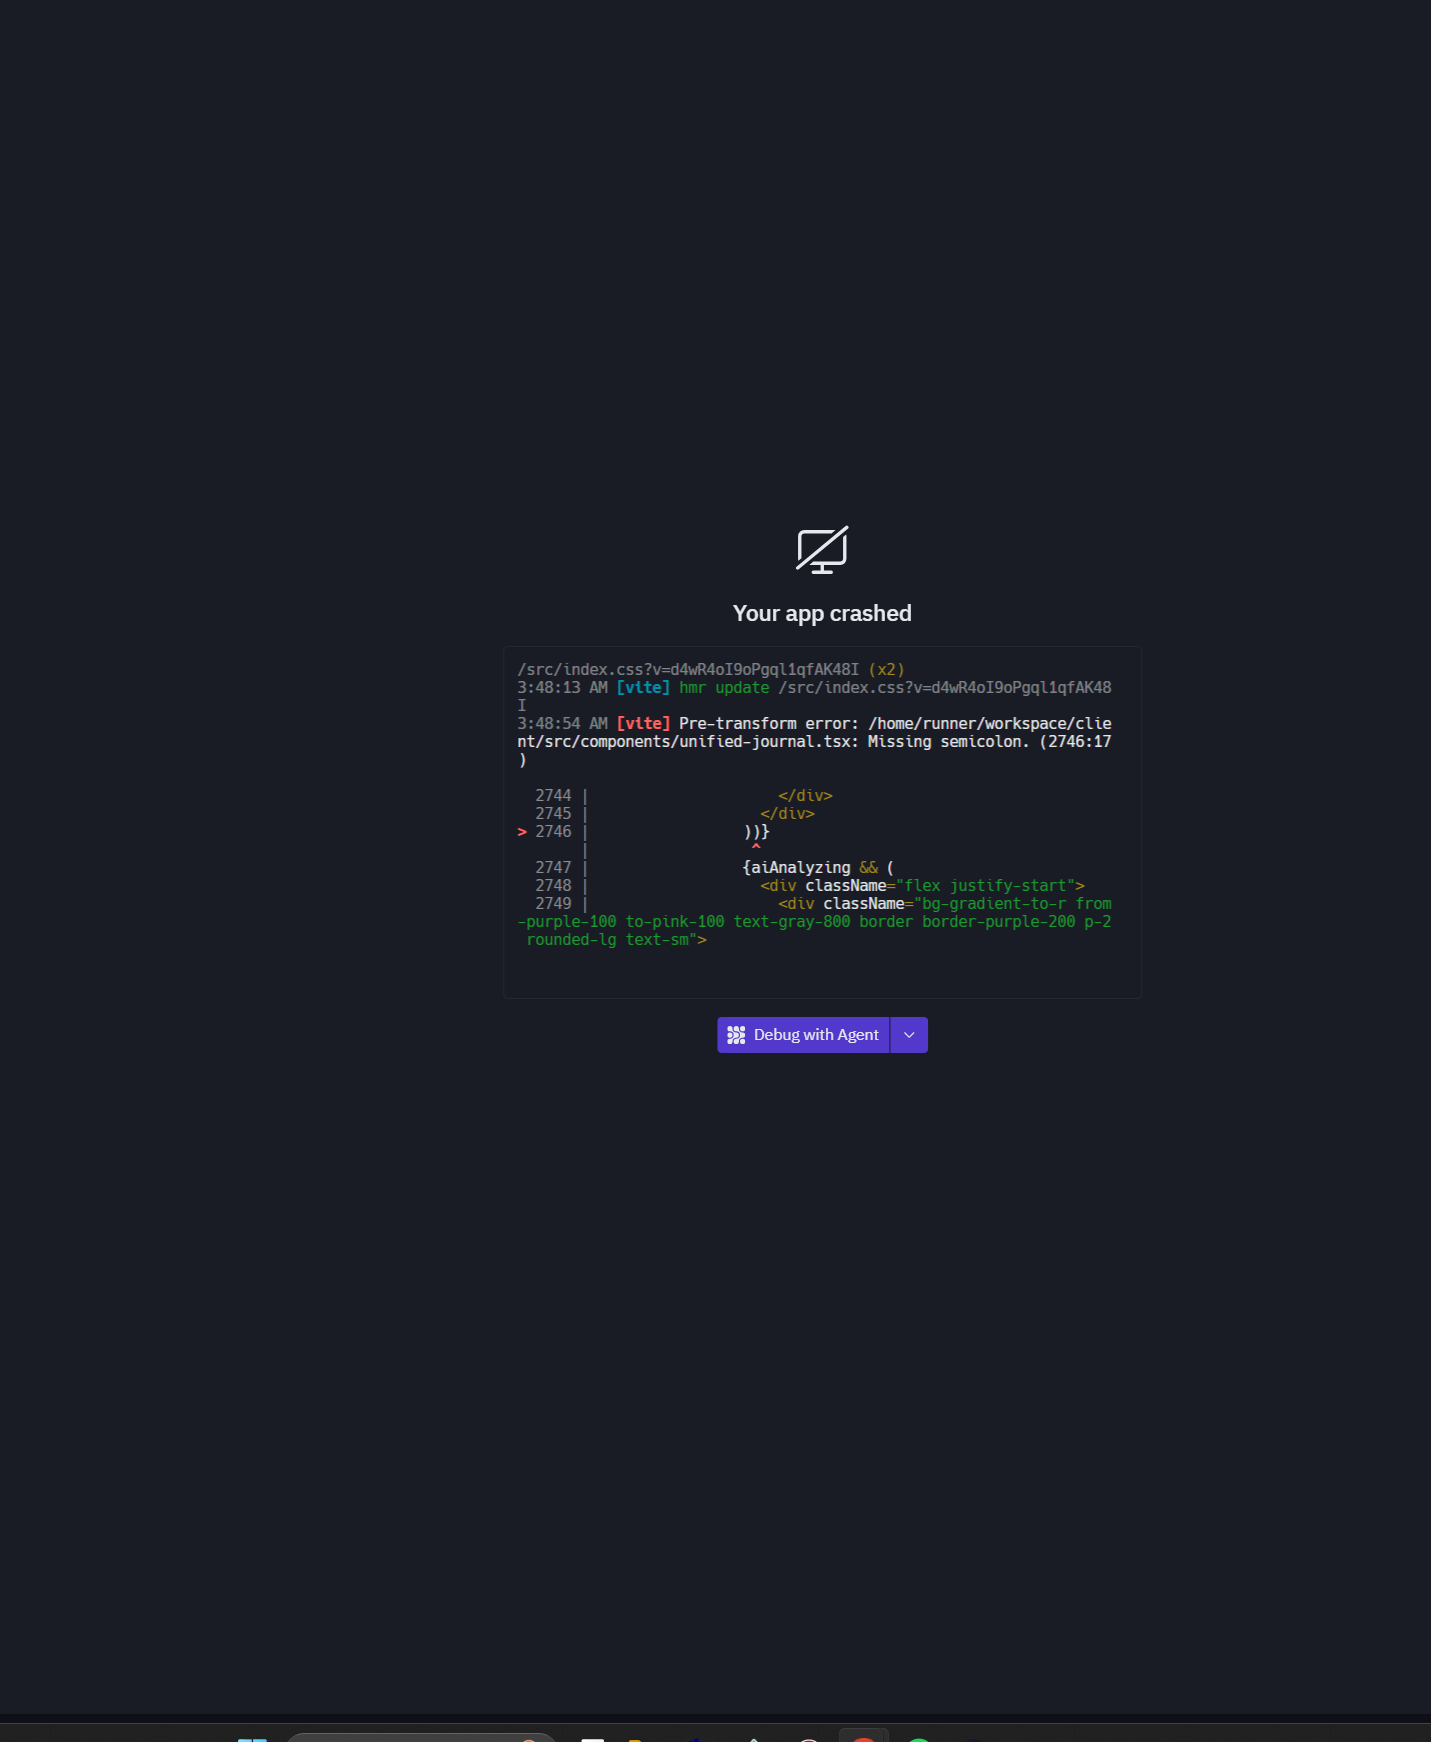 Your app crashed
/src/index.css?v=d4wR4oI9oPgql1qfAK48I (x2)
3:48:13 AM [vite] hmr update /src/index.css?v=d4wR4oI9oPgql1qfAK48
I
3:48:54 AM [vite] Pre-transform error: /home/runner/workspace/clie
nt/src/components/unified-journal.tsx: Missing semicolon. (2746:17
)
2744 |                     </div>
2745 |                   </div>
> 2746 |                 ))}
|                  ^
2747 |                 {aiAnalyzing && (
2748 |                   <div className="flex justify-start">
2749 |                     <div className="bg-gradient-to-r from
-purple-100 to-pink-100 text-gray-800 border border-purple-200 p-2
rounded-lg text-sm">
Debug with Agent